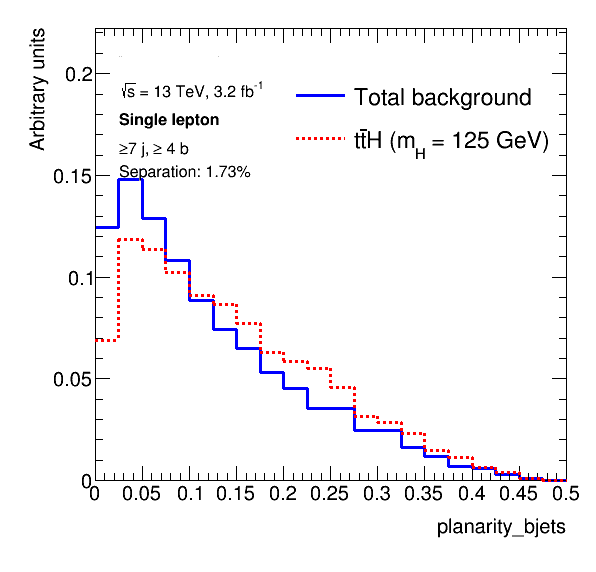 Arbitrary units
0.2
0.15
0.1
0.05
0
√s = 13 TeV, 3.2 fb⁻¹
Single lepton
≥7 j, ≥ 4 b
Separation: 1.73%
Total background
tt̄H (m_H = 125 GeV)
0 0.05 0.1 0.15 0.2 0.25 0.3 0.35 0.4 0.45 0.5
planarity_bjets